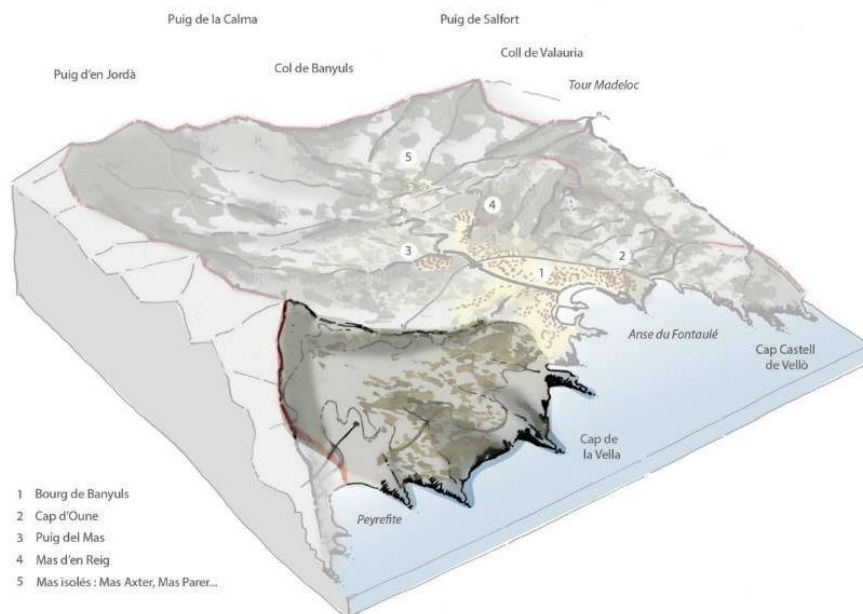 Puig de la Calma
Puig de Salfort
Puig d'en Jordà
Col de Banyuls
Coll de Valauria
Tour Madeloc
5
4
3
2
1
Anse du Fontaulé
Cap Castell
de Vellò
Cap de
la Vella
Peyrefite
1 Bourg de Banyuls
2 Cap d'Oune
3 Puig del Mas
4 Mas d'en Reig
5 Mas isolés : Mas Axter, Mas Parer...